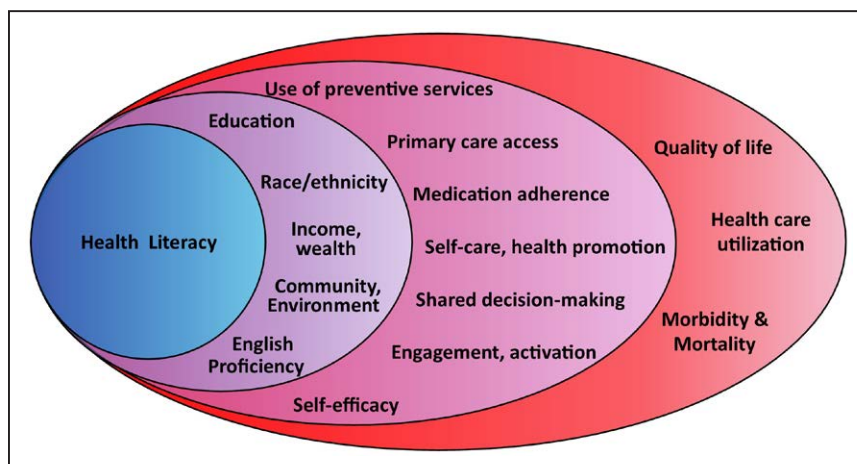 Health Literacy
Education
Race/ethnicity
Income,
wealth
Community,
Environment
English
Proficiency
Use of preventive services
Primary care access
Medication adherence
Self-care, health promotion
Shared decision-making
Engagement, activation
Self-efficacy
Quality of life
Health care
utilization
Morbidity &
Mortality